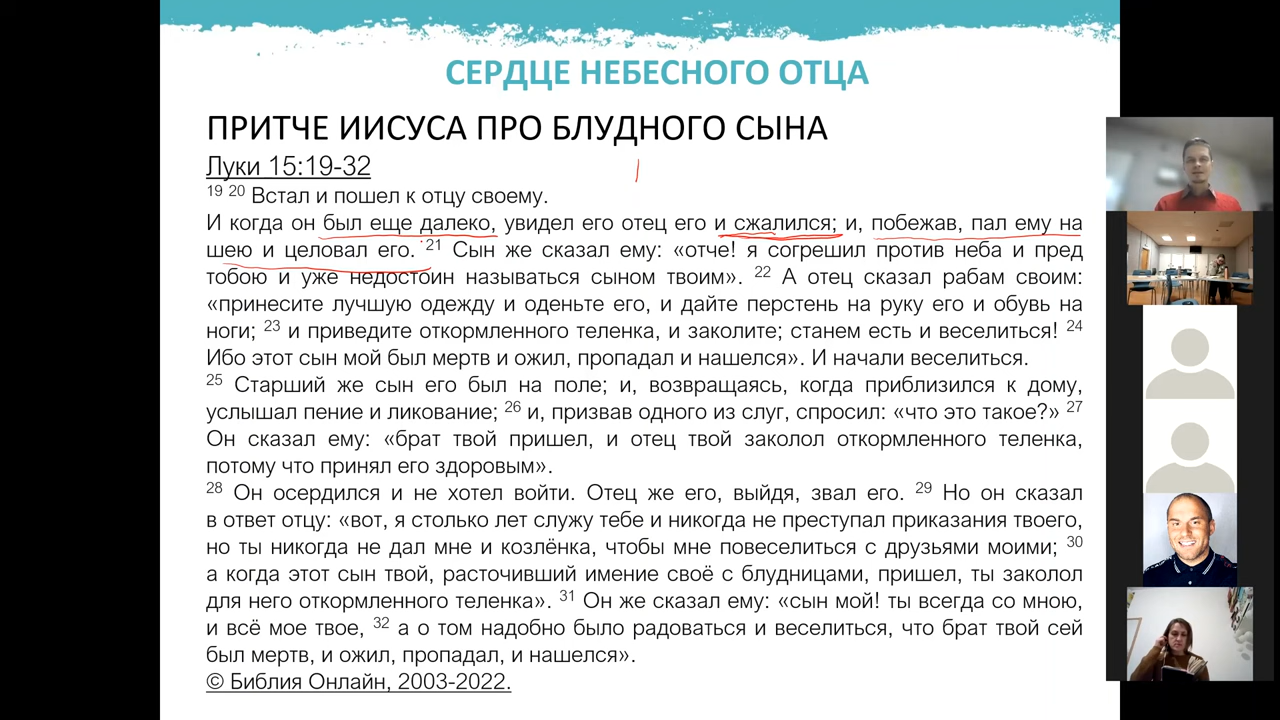 СЕРДЦЕ НЕБЕСНОГО ОТЦА
ПРИТЧЕ ИИСУСА ПРО БЛУДНОГО СЫНА
Луки 15:19-32
19 20 Встал и пошел к отцу своему.
И когда он был еще далеко, увидел его отец его и сжалился; и, побежав, пал ему на
шею и целовал его. 21 Сын же сказал ему: «отче! я согрешил против неба и пред
тобою и уже недостоин называться сыном твоим». 22 А отец сказал рабам своим:
«принесите лучшую одежду и оденьте его, и дайте перстень на руку его и обувь на
ноги; 23 и приведите откормленного теленка, и заколите; станем есть и веселиться! 24
Ибо этот сын мой был мертв и ожил, пропадал и нашелся». И начали веселиться.
25 Старший же сын его был на поле; и, возвращаясь, когда приблизился к дому,
услышал пение и ликование; 26 и, призвав одного из слуг, спросил: «что это такое?» 27
Он сказал ему: «брат твой пришел, и отец твой заколол откормленного теленка,
потому что принял его здоровым».
28 Он осердился и не хотел войти. Отец же его, выйдя, звал его. 29 Но он сказал
в ответ отцу: «вот, я столько лет служу тебе и никогда не преступал приказания твоего,
но ты никогда не дал мне и козлёнка, чтобы мне повеселиться с друзьями моими; 30
а когда этот сын твой, расточивший имение своё с блудницами, пришел, ты заколол
для него откормленного теленка». 31 Он же сказал ему: «сын мой! ты всегда со мною,
и всё мое твое, 32 а о том надобно было радоваться и веселиться, что брат твой сей
был мертв, и ожил, пропадал, и нашелся».
© Библия Онлайн, 2003-2022.